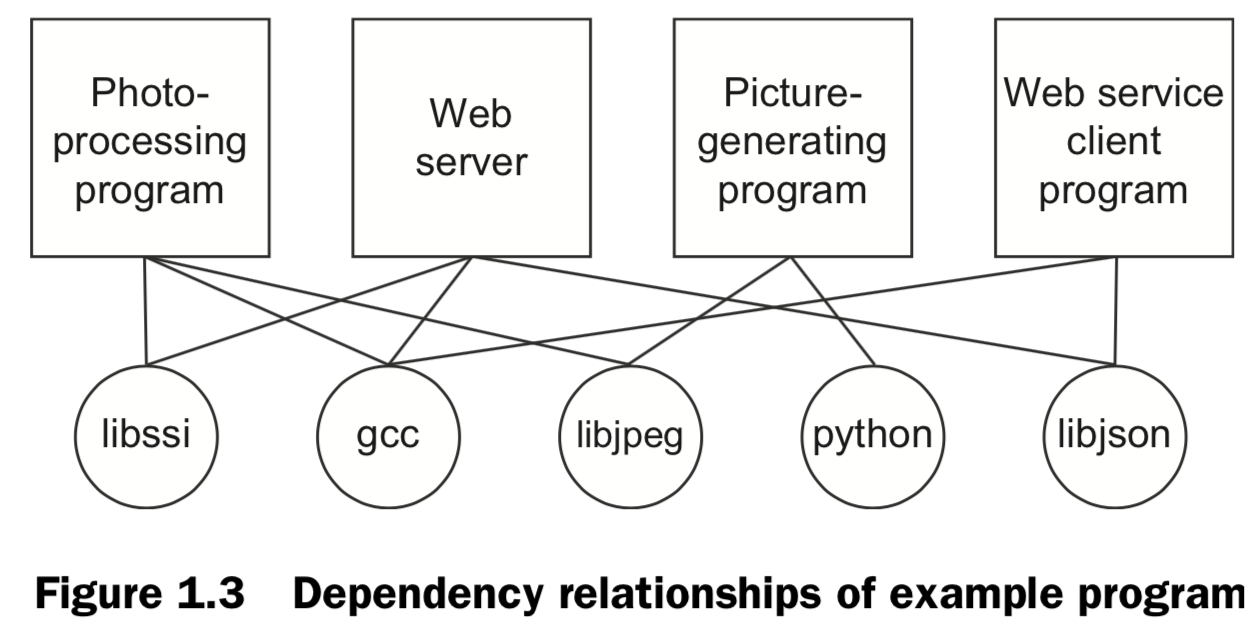 Photo-
processing
program
Web
server
Picture-
generating
program
Web service
client
program
libssi
gcc
libjpeg
python
libjson
Figure 1.3 Dependency relationships of example program